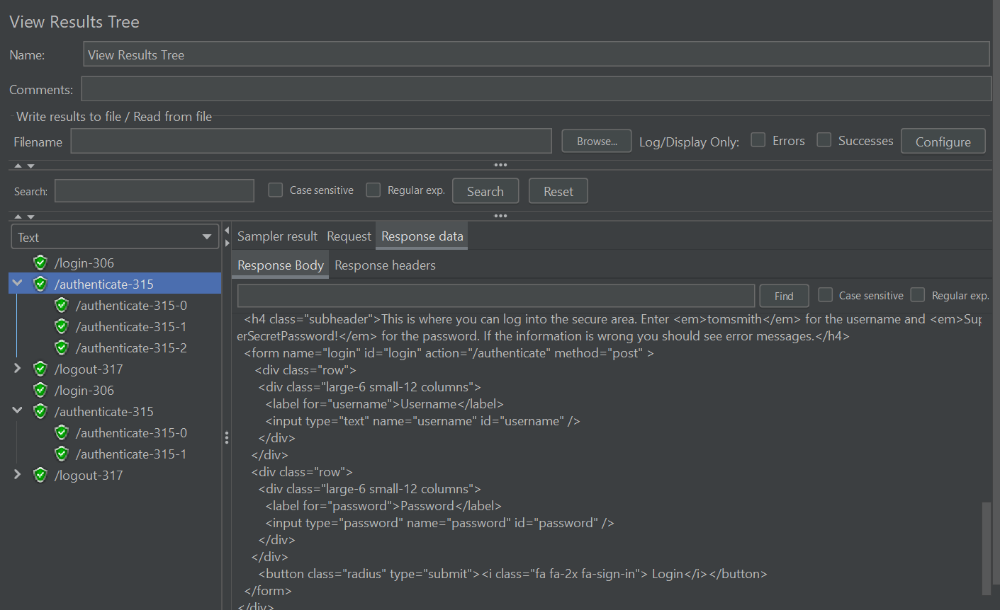 View Results Tree
Name:
View Results Tree
Comments:
Write results to file / Read from file
Filename
Browse...
Log/Display Only:
Errors
Successes
Configure
Search:
Case sensitive
Regular exp.
Search
Reset
Text
/login-306
/authenticate-315
/authenticate-315-0
/authenticate-315-1
/authenticate-315-2
/logout-317
/login-306
/authenticate-315
/authenticate-315-0
/authenticate-315-1
/logout-317
Sampler result
Request
Response data
Response Body
Response headers
Find
Case sensitive
Regular exp.
<h4 class="subheader">This is where you can log into the secure area. Enter <em>tomsmith</em> for the username and <em>Sup
erSecretPassword!</em> for the password. If the information is wrong you should see error messages.</h4>
<form name="login" id="login" action="/authenticate" method="post" >
<div class="row">
<div class="large-6 small-12 columns">
<label for="username">Username</label>
<input type="text" name="username" id="username" />
</div>
</div>
<div class="row">
<div class="large-6 small-12 columns">
<label for="password">Password</label>
<input type="password" name="password" id="password" />
</div>
</div>
<button class="radius" type="submit"><i class="fa fa-2x fa-sign-in"> Login</i></button>
</form>
</div>